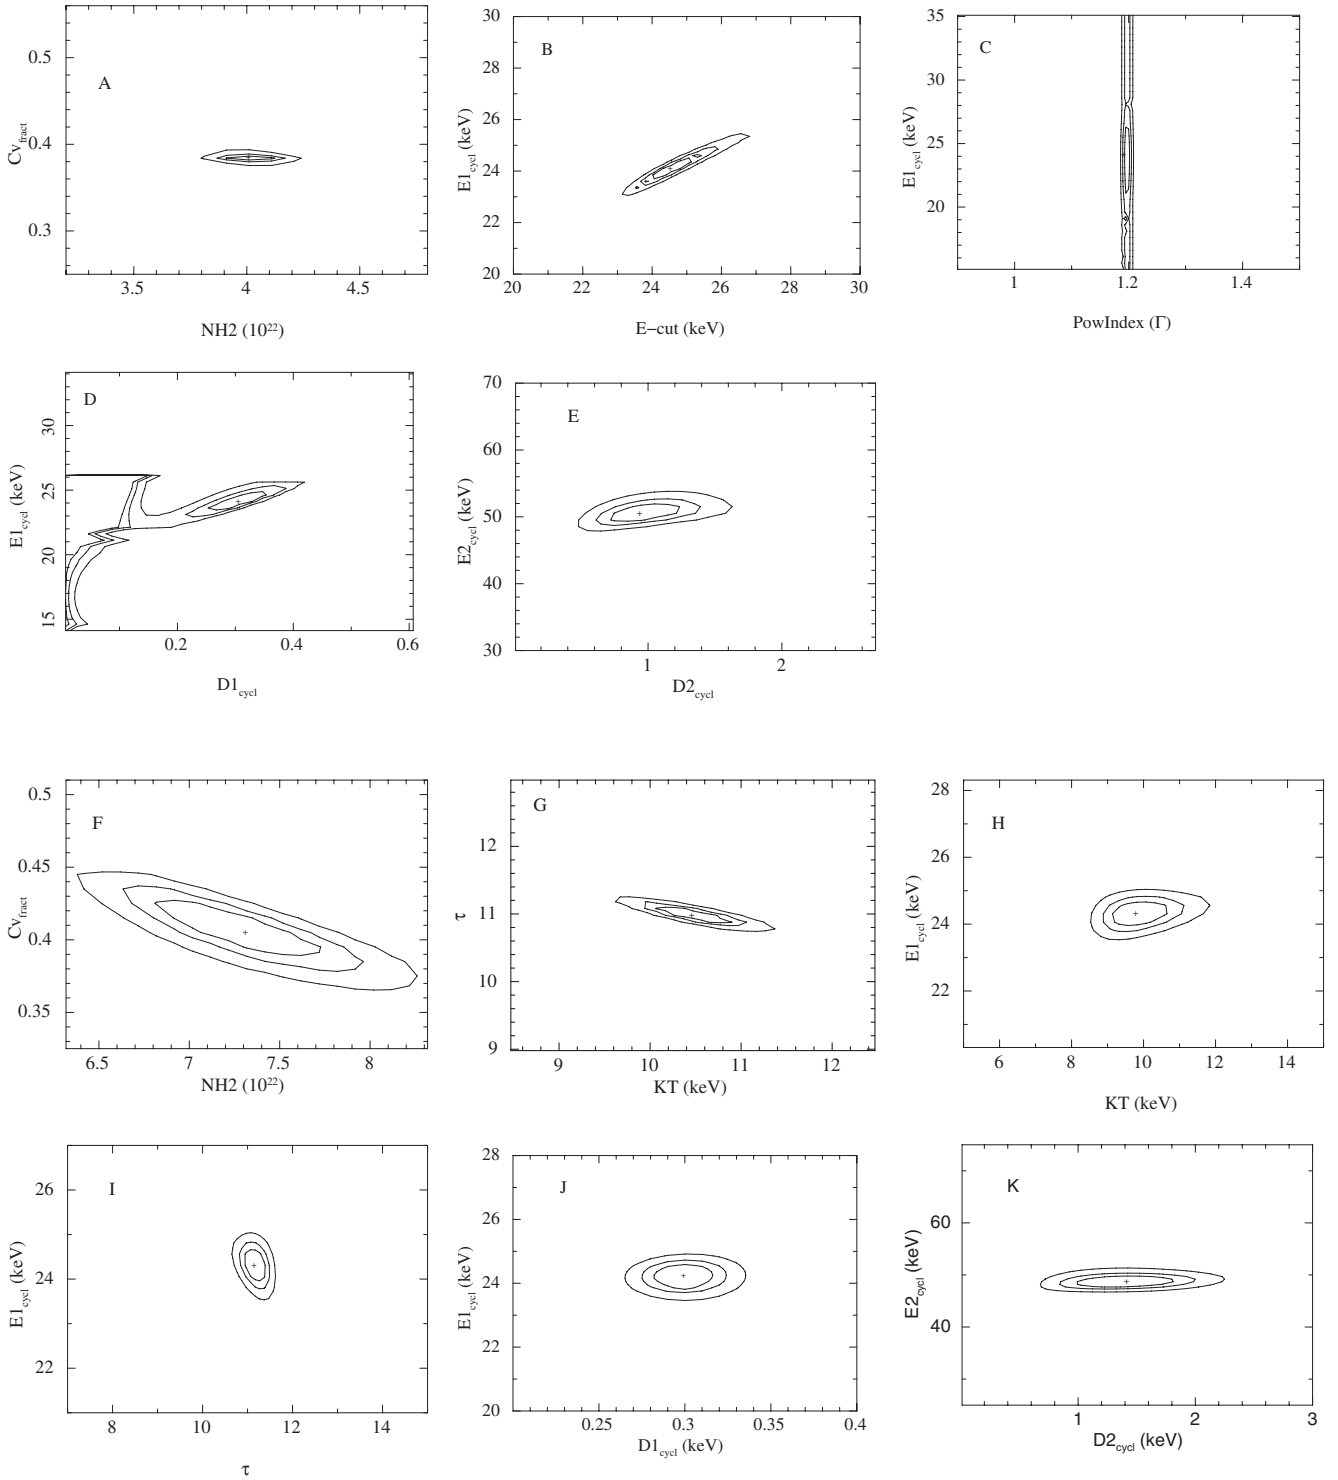 A
0.5
0.4
0.3
Cv_fract
3.5 4 4.5
NH2 (10²²)
B
30
28
26
24
22
20
E1_cycl (keV)
20 22 24 26 28 30
E−cut (keV)
C
35
30
25
20
E1_cycl (keV)
1 1.2 1.4
PowIndex (Γ)
D
30
25
20
15
E1_cycl (keV)
0.2 0.4 0.6
D1_cycl
E
70
60
50
40
30
E2_cycl (keV)
1 2
D2_cycl
F
0.5
0.45
0.4
0.35
Cv_fract
6.5 7 7.5 8
NH2 (10²²)
G
12
11
10
9
τ
9 10 11 12
KT (keV)
H
28
26
24
22
E1_cycl (keV)
6 8 10 12 14
KT (keV)
I
26
24
22
E1_cycl (keV)
8 10 12 14
τ
J
28
26
24
22
20
E1_cycl (keV)
0.25 0.3 0.35 0.4
D1_cycl (keV)
K
60
40
E2_cycl (keV)
1 2 3
D2_cycl (keV)